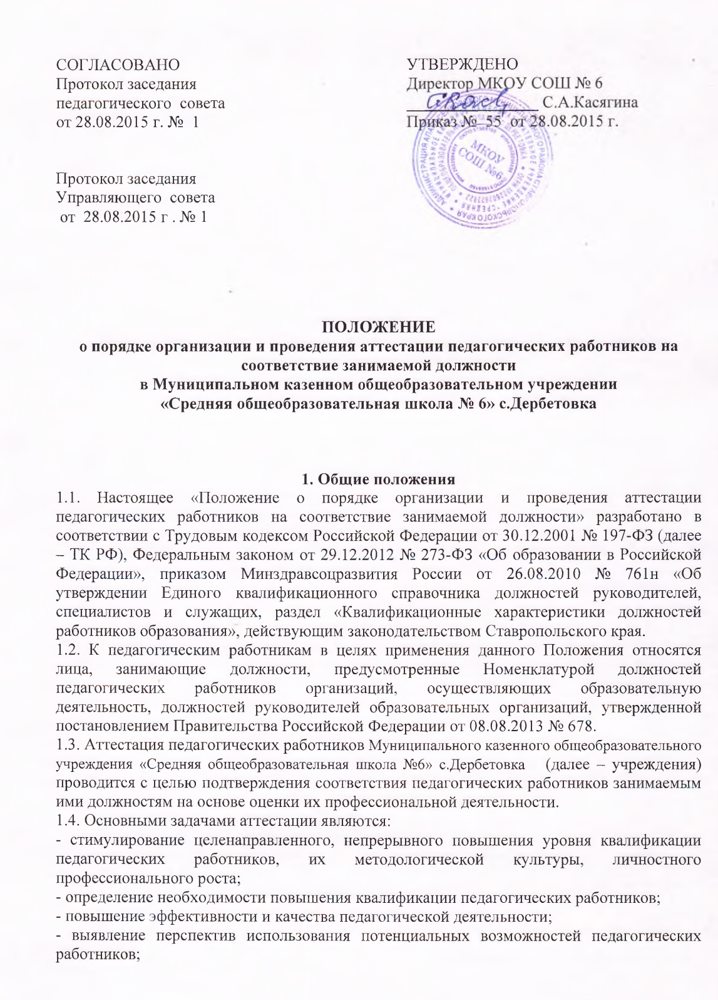 СОГЛАСОВАНО
Протокол заседания
педагогического  совета
от 28.08.2015 г. №  1
Протокол заседания
Управляющего  совета
от  28.08.2015 г . № 1
УТВЕРЖДЕНО
Директор МКОУ СОШ № 6
С.А.Касягина
Приказ №  55  от 28.08.2015 г.
МКОУ
СОШ №6
ПОЛОЖЕНИЕ
о порядке организации и проведения аттестации педагогических работников на
соответствие занимаемой должности
в Муниципальном казенном общеобразовательном учреждении
«Средняя общеобразовательная школа № 6» с.Дербетовка
1. Общие положения
1.1. Настоящее «Положение о порядке организации и проведения аттестации
педагогических работников на соответствие занимаемой должности» разработано в
соответствии с Трудовым кодексом Российской Федерации от 30.12.2001 № 197-ФЗ (далее
– ТК РФ), Федеральным законом от 29.12.2012 № 273-ФЗ «Об образовании в Российской
Федерации», приказом Минздравсоцразвития России от 26.08.2010 № 761н «Об
утверждении Единого квалификационного справочника должностей руководителей,
специалистов и служащих, раздел «Квалификационные характеристики должностей
работников образования», действующим законодательством Ставропольского края.
1.2. К педагогическим работникам в целях применения данного Положения относятся
лица, занимающие должности, предусмотренные Номенклатурой должностей
педагогических работников организаций, осуществляющих образовательную
деятельность, должностей руководителей образовательных организаций, утвержденной
постановлением Правительства Российской Федерации от 08.08.2013 № 678.
1.3. Аттестация педагогических работников Муниципального казенного общеобразовательного
учреждения «Средняя общеобразовательная школа №6» с.Дербетовка (далее – учреждения)
проводится с целью подтверждения соответствия педагогических работников занимаемым
ими должностям на основе оценки их профессиональной деятельности.
1.4. Основными задачами аттестации являются:
- стимулирование целенаправленного, непрерывного повышения уровня квалификации
педагогических работников, их методологической культуры, личностного
профессионального роста;
- определение необходимости повышения квалификации педагогических работников;
- повышение эффективности и качества педагогической деятельности;
- выявление перспектив использования потенциальных возможностей педагогических
работников;